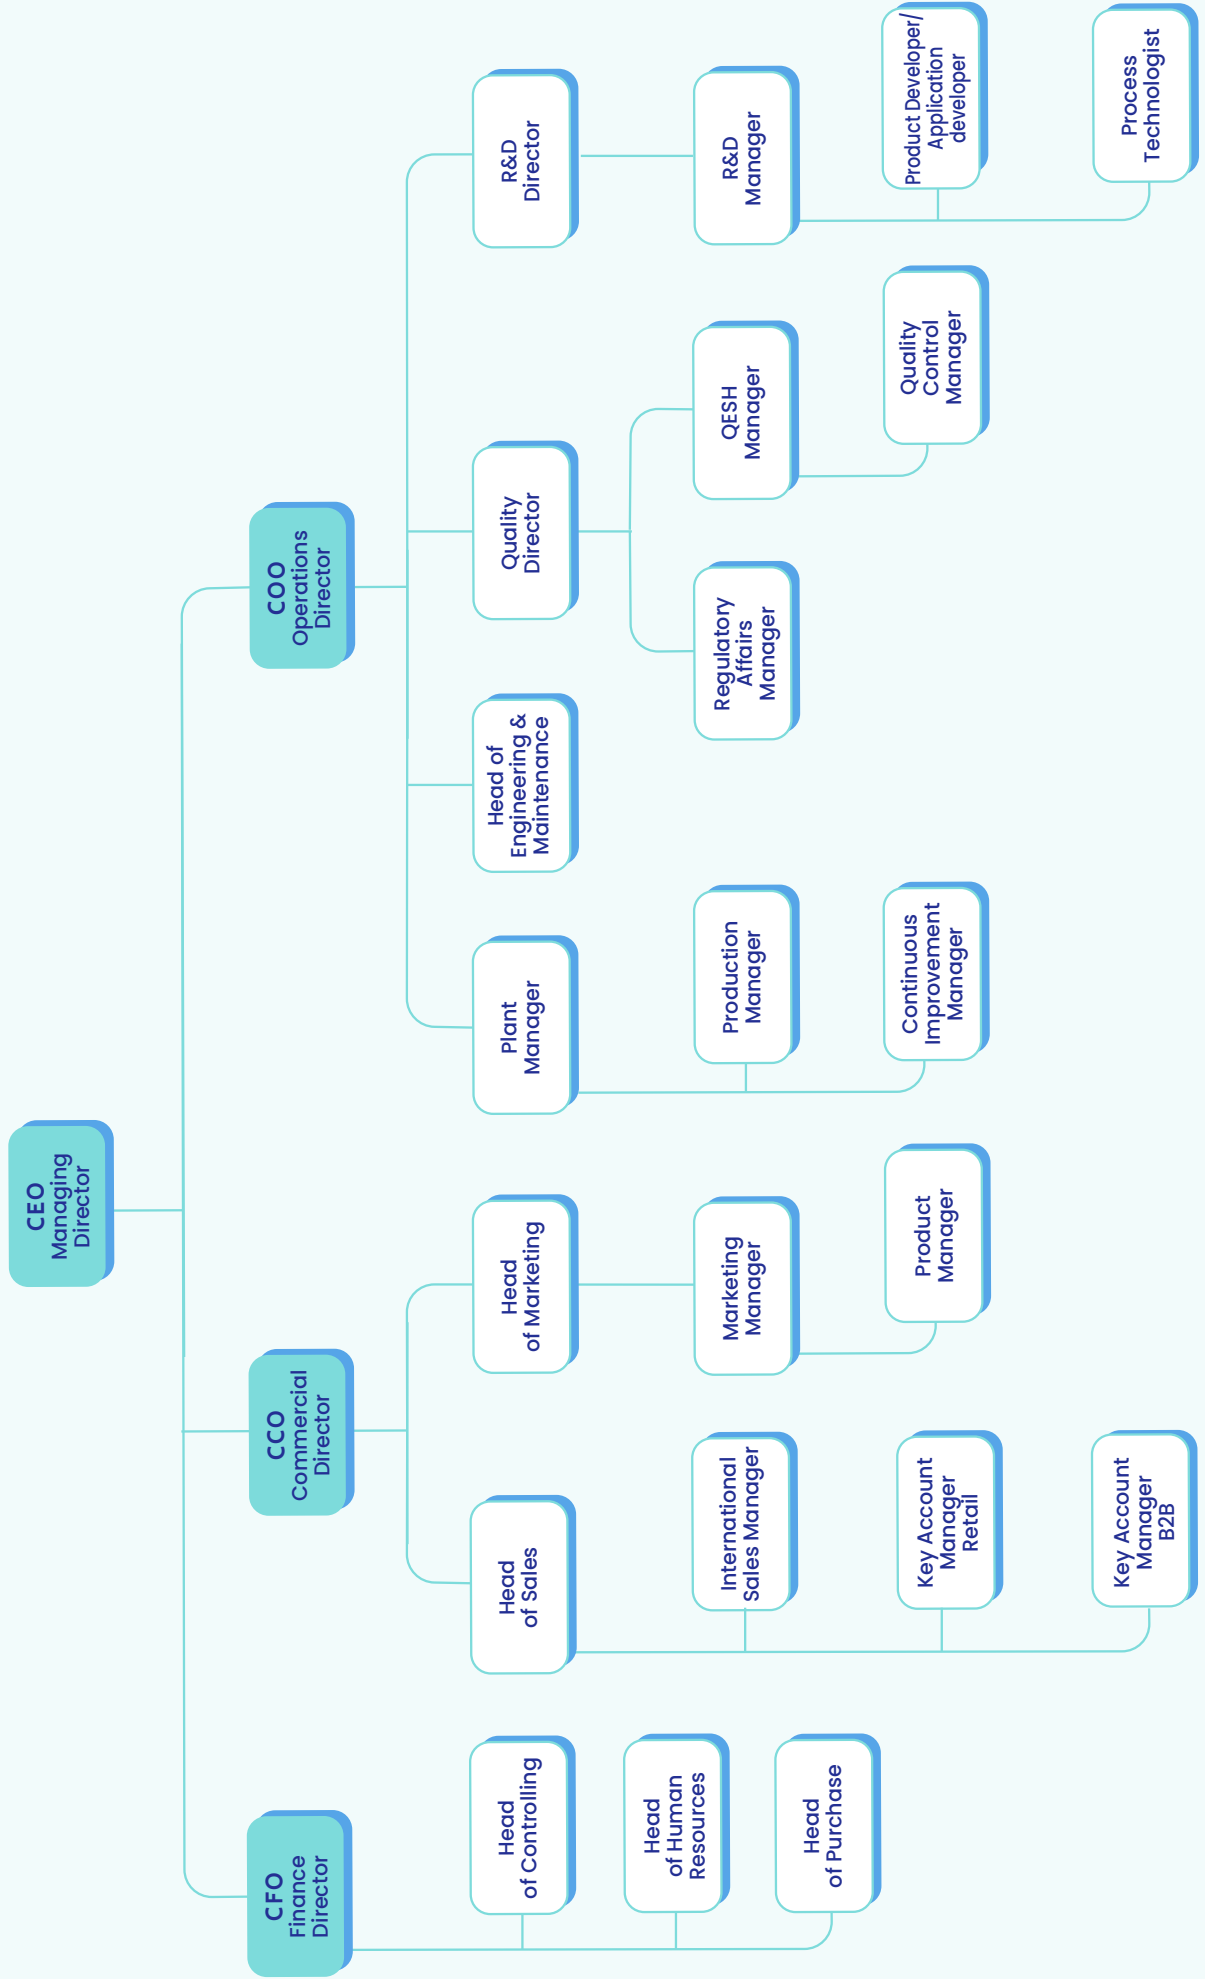 CEO
Managing
Director
CFO
Finance
Director
CCO
Commercial
Director
COO
Operations
Director
Head
of Controlling
Head
of Human
Resources
Head
of Purchase
Head
of Sales
International
Sales Manager
Key Account
Manager
Retail
Key Account
Manager
B2B
Head
of Marketing
Marketing
Manager
Product
Manager
Plant
Manager
Production
Manager
Continuous
Improvement
Manager
Head of
Engineering &
Maintenance
Quality
Director
Regulatory
Affairs
Manager
QESH
Manager
Quality
Control
Manager
R&D
Director
R&D
Manager
Product Developer/
Application
developer
Process
Technologist